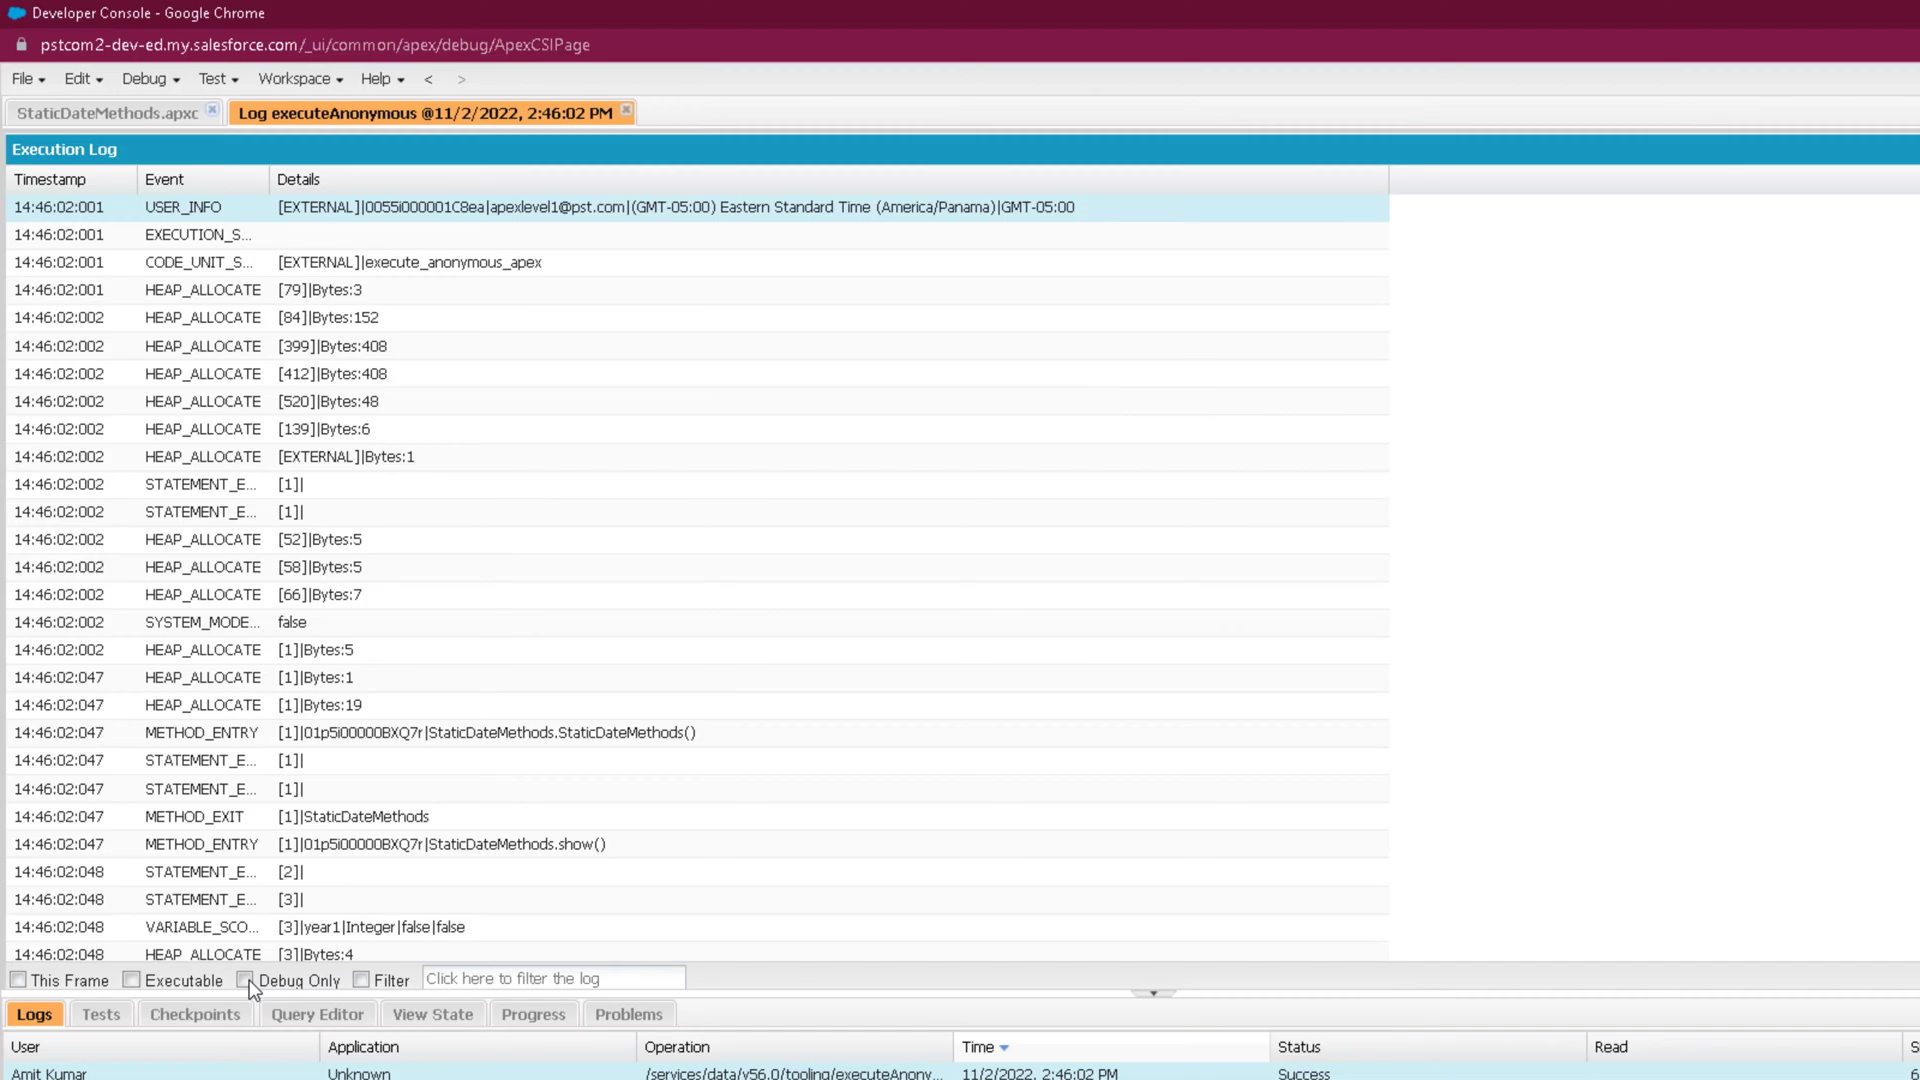 Developer Console - Google Chrome
pstcom2-dev-ed.my.salesforce.com/_ui/common/apex/debug/ApexCSIPage
File Edit Debug Test Workspace Help < >
StaticDateMethods.apxc Log executeAnonymous @11/2/2022, 2:46:02 PM
Execution Log
Timestamp Event Details
14:46:02:001 USER_INFO [EXTERNAL]|0055i000001C8ea|apexlevel1@pst.com|(GMT-05:00) Eastern Standard Time (America/Panama)|GMT-05:00
14:46:02:001 EXECUTION_S...
14:46:02:001 CODE_UNIT_S... [EXTERNAL]|execute_anonymous_apex
14:46:02:001 HEAP_ALLOCATE [79]|Bytes:3
14:46:02:002 HEAP_ALLOCATE [84]|Bytes:152
14:46:02:002 HEAP_ALLOCATE [399]|Bytes:408
14:46:02:002 HEAP_ALLOCATE [412]|Bytes:408
14:46:02:002 HEAP_ALLOCATE [520]|Bytes:48
14:46:02:002 HEAP_ALLOCATE [139]|Bytes:6
14:46:02:002 HEAP_ALLOCATE [EXTERNAL]|Bytes:1
14:46:02:002 STATEMENT_E... [1]|
14:46:02:002 STATEMENT_E... [1]|
14:46:02:002 HEAP_ALLOCATE [52]|Bytes:5
14:46:02:002 HEAP_ALLOCATE [58]|Bytes:5
14:46:02:002 HEAP_ALLOCATE [66]|Bytes:7
14:46:02:002 SYSTEM_MODE... false
14:46:02:002 HEAP_ALLOCATE [1]|Bytes:5
14:46:02:047 HEAP_ALLOCATE [1]|Bytes:1
14:46:02:047 HEAP_ALLOCATE [1]|Bytes:19
14:46:02:047 METHOD_ENTRY [1]|01p5i00000BXQ7r|StaticDateMethods.StaticDateMethods()
14:46:02:047 STATEMENT_E... [1]|
14:46:02:047 STATEMENT_E... [1]|
14:46:02:047 METHOD_EXIT [1]|StaticDateMethods
14:46:02:047 METHOD_ENTRY [1]|01p5i00000BXQ7r|StaticDateMethods.show()
14:46:02:048 STATEMENT_E... [2]|
14:46:02:048 STATEMENT_E... [3]|
14:46:02:048 VARIABLE_SCO... [3]|year1|Integer|false|false
14:46:02:048 HEAP_ALLOCATE [3]|Bytes:4
This Frame Executable Debug Only Filter Click here to filter the log
Logs Tests Checkpoints Query Editor View State Progress Problems
User Application Operation Time Status Read S
Amit Kumar Unknown /services/data/v56.0/tooling/executeAnony... 11/2/2022, 2:46:02 PM Success 6